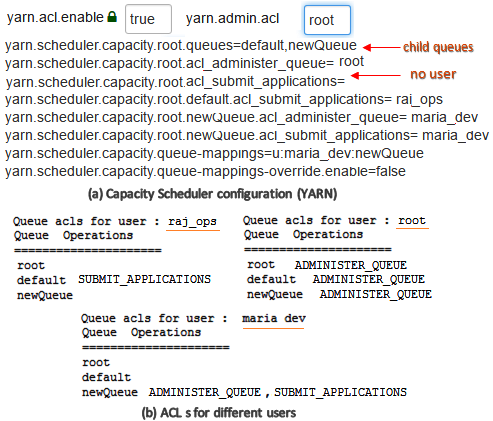 yarn.acl.enable true yarn.admin.acl root
yarn.scheduler.capacity.root.queues=default,newQueue child queues
yarn.scheduler.capacity.root.acl_administer_queue= root
yarn.scheduler.capacity.root.acl_submit_applications= no user
yarn.scheduler.capacity.root.default.acl_submit_applications= raj_ops
yarn.scheduler.capacity.root.newQueue.acl_administer_queue= maria_dev
yarn.scheduler.capacity.root.newQueue.acl_submit_applications= maria_dev
yarn.scheduler.capacity.queue-mappings=u:maria_dev:newQueue
yarn.scheduler.capacity.queue-mappings-override.enable=false
(a) Capacity Scheduler configuration (YARN)
Queue acls for user : raj_ops
Queue Operations
=====================
root
default SUBMIT_APPLICATIONS
newQueue
Queue acls for user : root
Queue Operations
=====================
root ADMINISTER_QUEUE
default ADMINISTER_QUEUE
newQueue ADMINISTER_QUEUE
Queue acls for user : maria dev
Queue Operations
=====================
root
default
newQueue ADMINISTER_QUEUE , SUBMIT_APPLICATIONS
(b) ACL s for different users